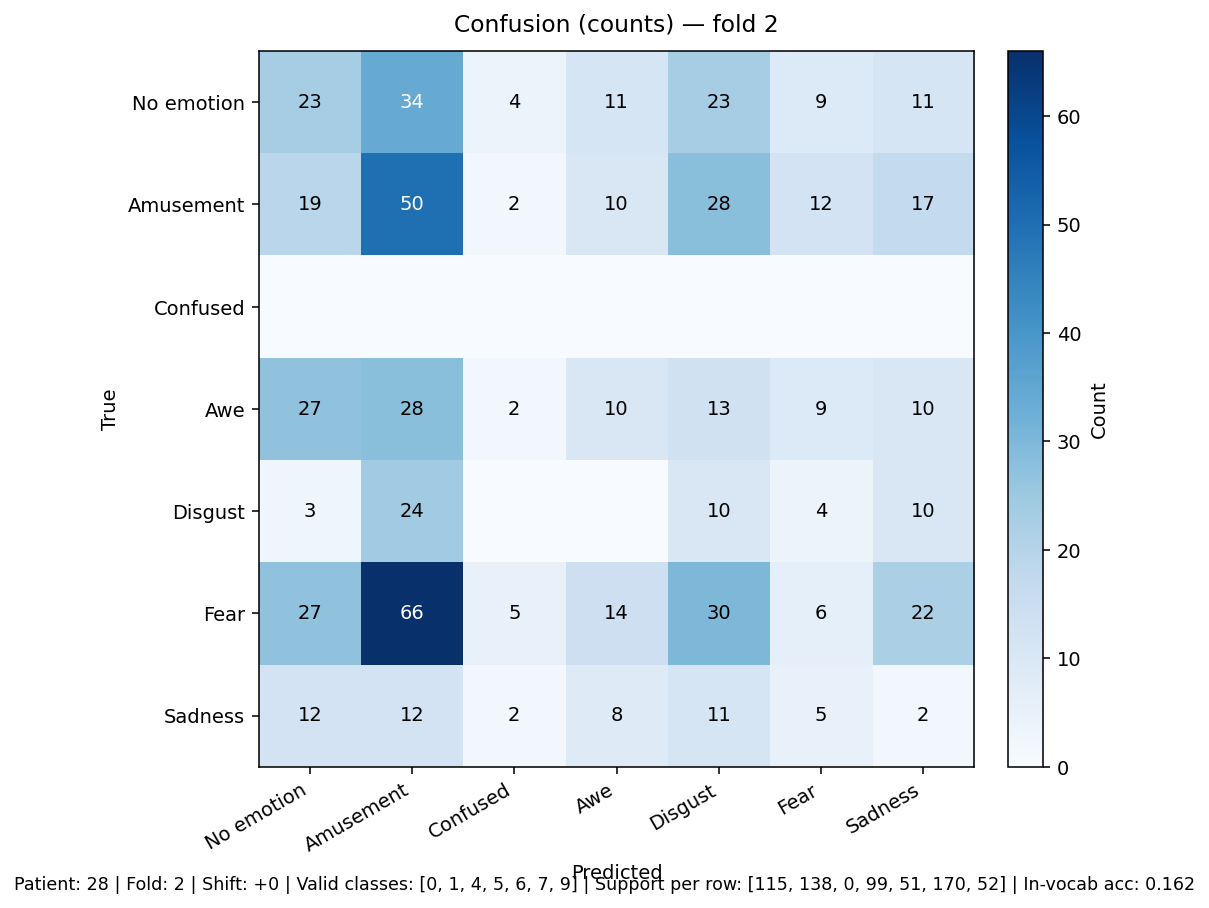 Confusion (counts) — fold 2
No emotion 23 34 4 11 23 9 11
Amusement 19 50 2 10 28 12 17
Confused
Awe 27 28 2 10 13 9 10
Disgust 3 24 10 4 10
Fear 27 66 5 14 30 6 22
Sadness 12 12 2 8 11 5 2
True
No emotion Amusement Confused Awe Disgust Fear Sadness
Predicted
60
50
40
30
20
10
0
Count
Patient: 28 | Fold: 2 | Shift: +0 | Valid classes: [0, 1, 4, 5, 6, 7, 9] | Support per row: [115, 138, 0, 99, 51, 170, 52] | In-vocab acc: 0.162